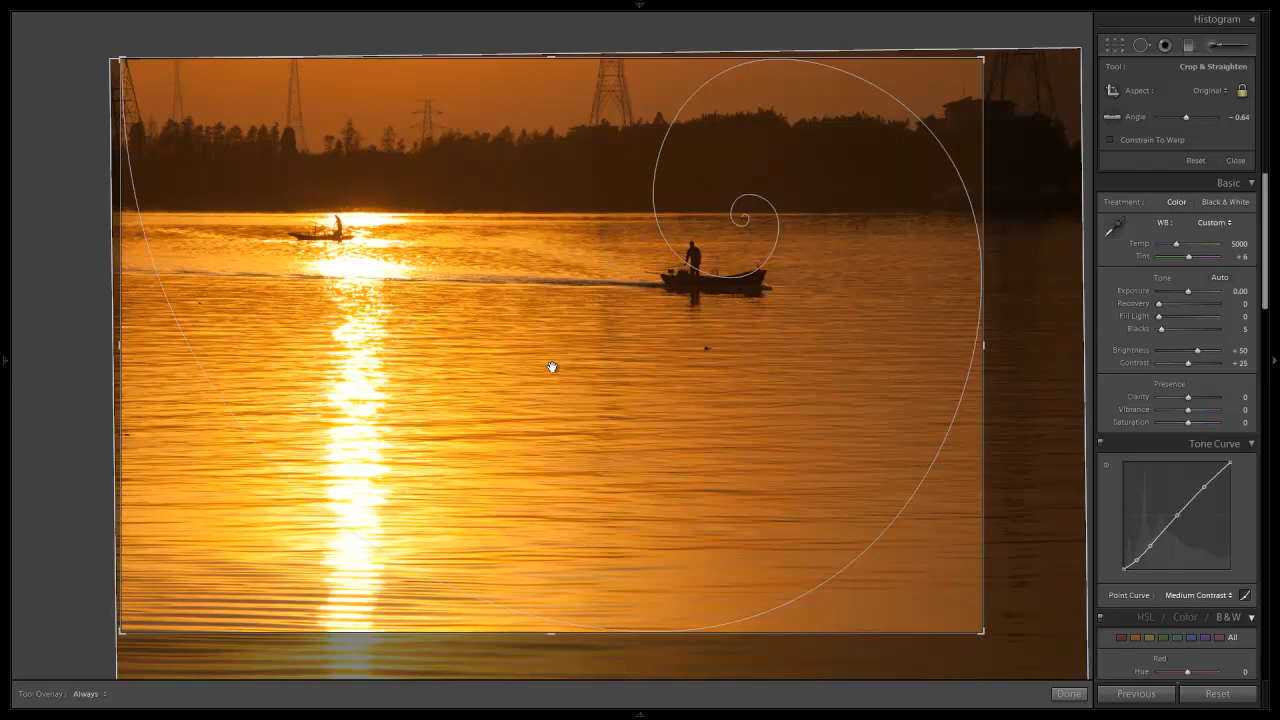 Histogram
Tool : Crop & Straighten
Aspect : Original
Angle - 0.64
Constrain To Warp
Reset Close
Basic
Treatment : Color Black & White
WB : Custom
Temp 5000
Tint + 6
Tone Auto
Exposure 0.00
Recovery 0
Fill Light 0
Blacks 5
Brightness + 50
Contrast + 25
Presence
Clarity 0
Vibrance 0
Saturation 0
Tone Curve
Point Curve : Medium Contrast
HSL / Color / B & W
All
Red
Hue 0
Tool Overlay : Always
Done
Previous Reset